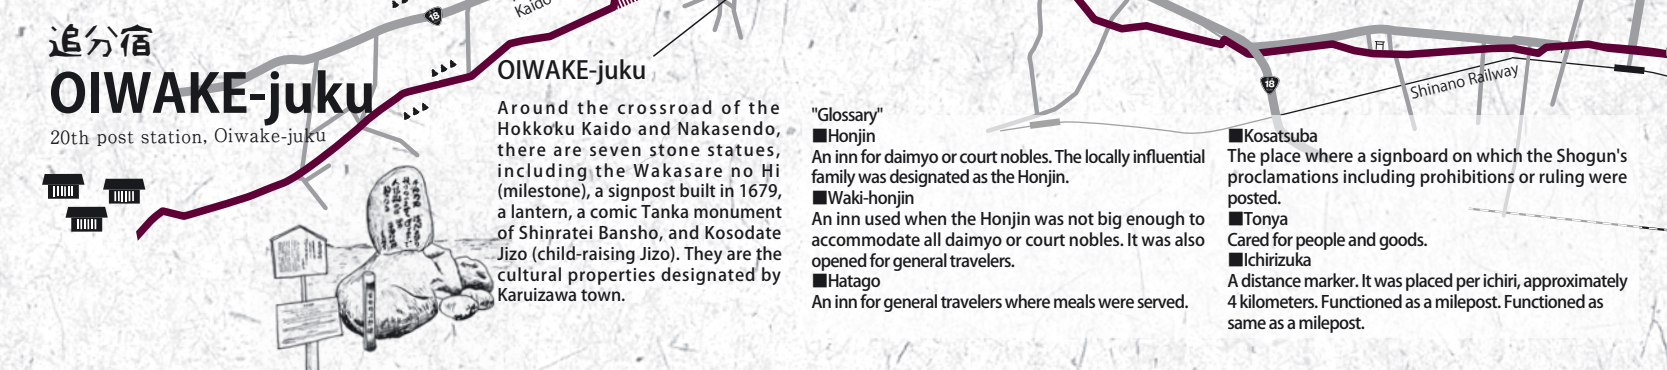 追分宿
OIWAKE-juku
20th post station, Oiwake-juku
18
Kaido
OIWAKE-juku
Around the crossroad of the
Hokkoku Kaido and Nakasendo,
there are seven stone statues,
including the Wakasare no Hi
(milestone), a signpost built in 1679,
a lantern, a comic Tanka monument
of Shinratei Bansho, and Kosodate
Jizo (child-raising Jizo). They are the
cultural properties designated by
Karuizawa town.
"Glossary"
■Honjin
An inn for daimyo or court nobles. The locally influential
family was designated as the Honjin.
■Waki-honjin
An inn used when the Honjin was not big enough to
accommodate all daimyo or court nobles. It was also
opened for general travelers.
■Hatago
An inn for general travelers where meals were served.
18
Shinano Railway
■Kosatsuba
The place where a signboard on which the Shogun's
proclamations including prohibitions or ruling were
posted.
■Tonya
Cared for people and goods.
■Ichirizuka
A distance marker. It was placed per ichiri, approximately
4 kilometers. Functioned as a milepost. Functioned as
same as a milepost.